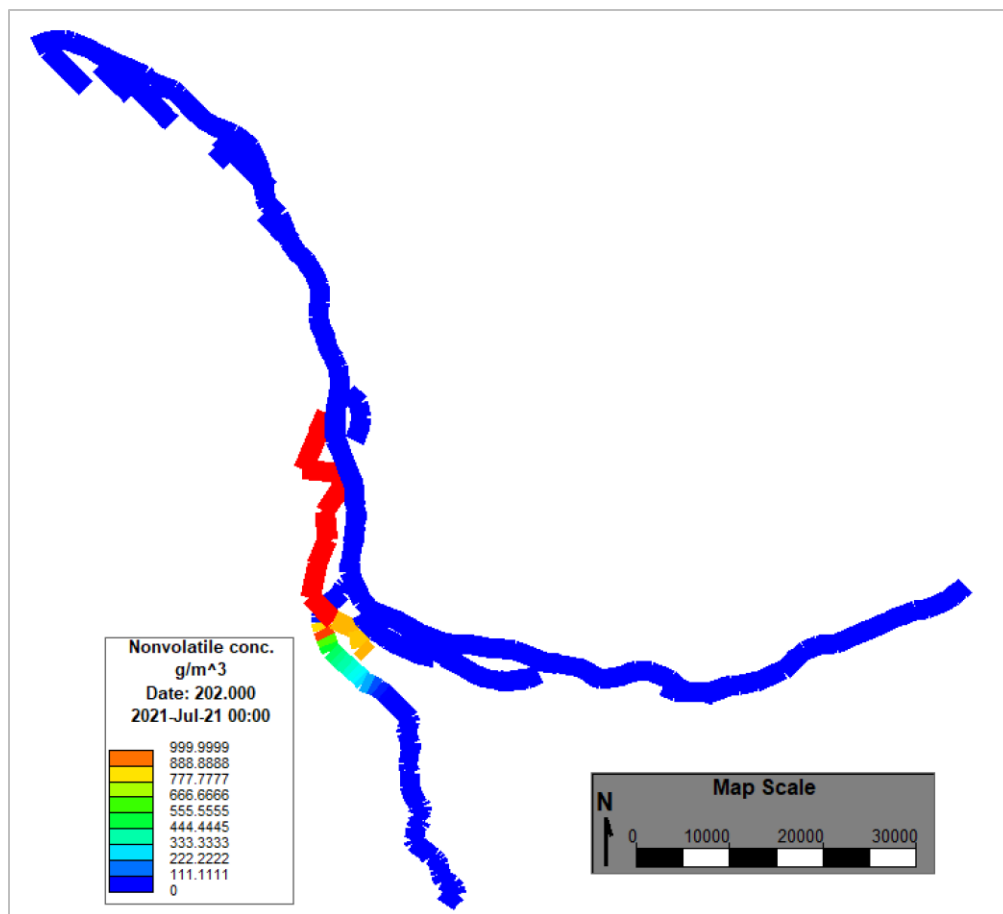 Nonvolatile conc.
g/m^3
Date: 202.000
2021-Jul-21 00:00
999.9999
888.8888
777.7777
666.6666
555.5555
444.4445
333.3333
222.2222
111.1111
0
Map Scale
N
0 10000 20000 30000